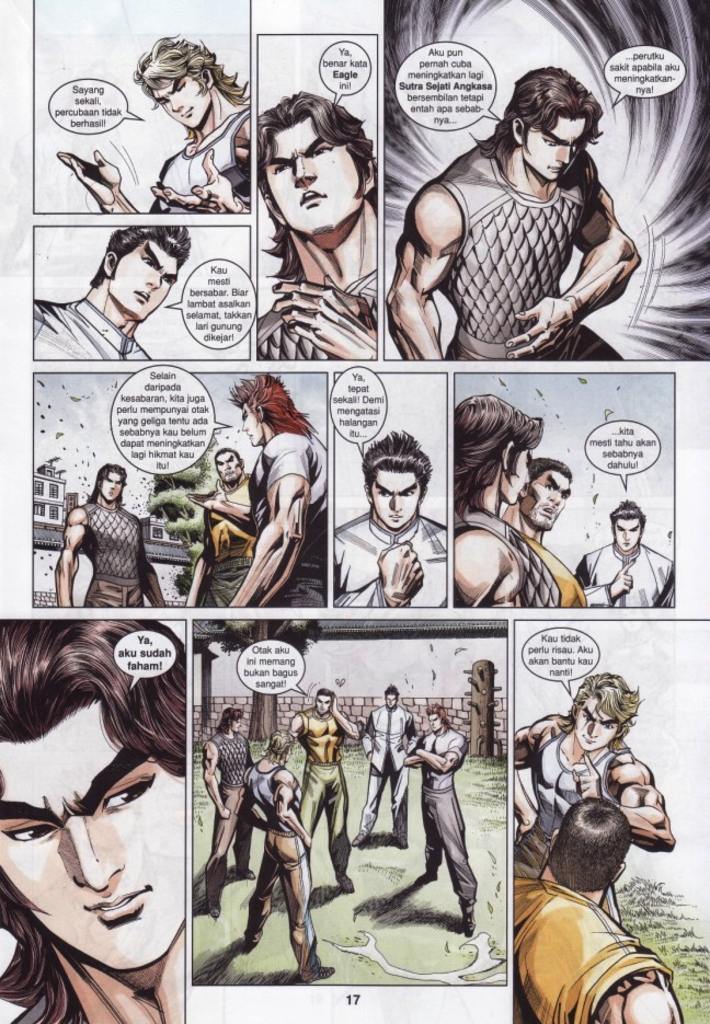 Sayang
sekali,
percubaan tidak
berhasil!
Ya,
benar kata
Eagle
ini!
Aku pun
pernah cuba
meningkatkan lagi
Sutra Sejati Angkasa
bersembilan tetapi
entah apa sebab-
nya...
...perutku
sakit apabila aku
meningkatkan-
nya!
Kau
mesti
bersabar. Biar
lambat asalkan
selamat, takkan
lari gunung
dikejar!
Selain
daripada
kesabaran, kita juga
perlu mempunyai otak
yang geliga tentu ada
sebabnya kau belum
dapat meningkatkan
lagi hikmat kau
itu!
Ya,
tepat
sekali! Demi
mengatasi
halangan
itu...
...kita
mesti tahu akan
sebabnya
dahulu!
Ya,
aku sudah
faham!
Otak aku
ini memang
bukan bagus
sangat!
Kau tidak
perlu risau. Aku
akan bantu kau
nanti!
17